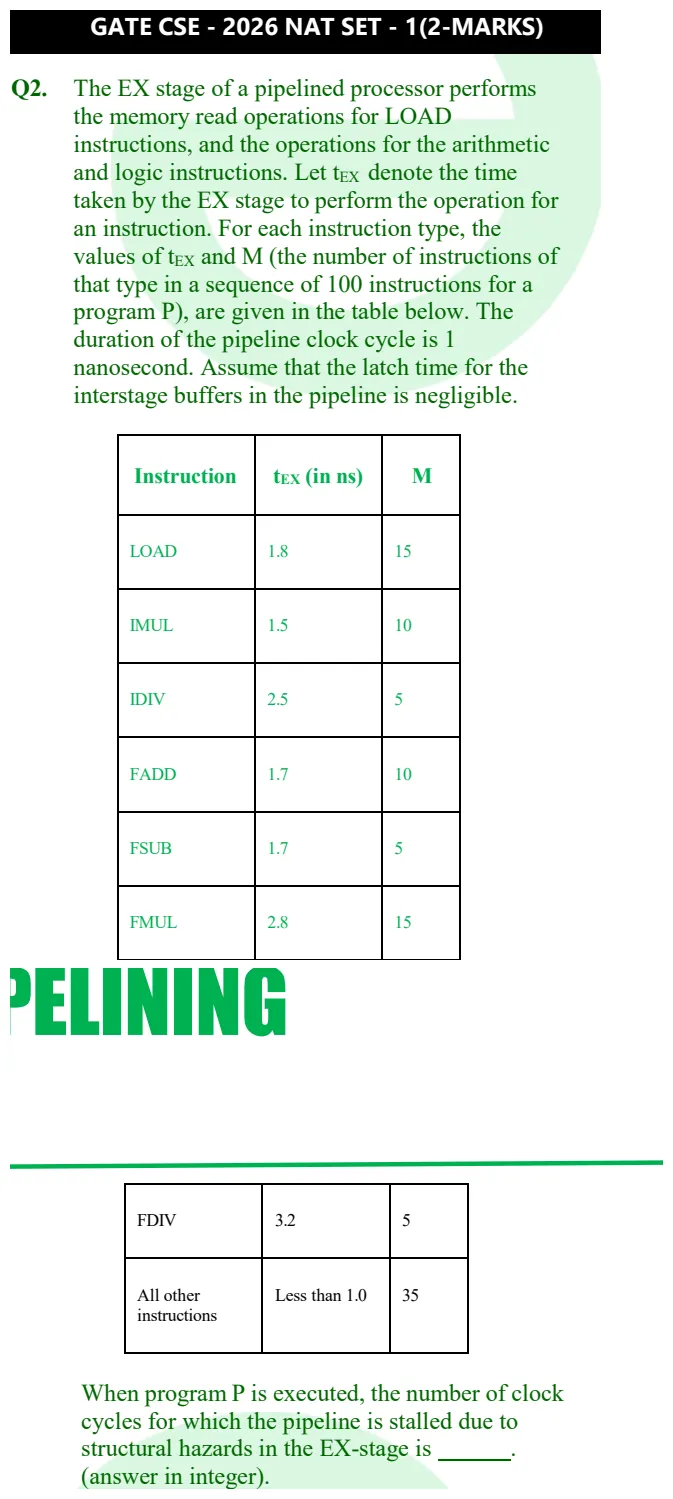 GATE CSE - 2026 NAT SET - 1(2-MARKS)
Q2. The EX stage of a pipelined processor performs
the memory read operations for LOAD
instructions, and the operations for the arithmetic
and logic instructions. Let tEX denote the time
taken by the EX stage to perform the operation for
an instruction. For each instruction type, the
values of tEX and M (the number of instructions of
that type in a sequence of 100 instructions for a
program P), are given in the table below. The
duration of the pipeline clock cycle is 1
nanosecond. Assume that the latch time for the
interstage buffers in the pipeline is negligible.
Instruction tEX (in ns) M
LOAD 1.8 15
IMUL 1.5 10
IDIV 2.5 5
FADD 1.7 10
FSUB 1.7 5
FMUL 2.8 15
PELINING
FDIV 3.2 5
All other Less than 1.0 35
instructions
When program P is executed, the number of clock
cycles for which the pipeline is stalled due to
structural hazards in the EX-stage is ______.
(answer in integer).